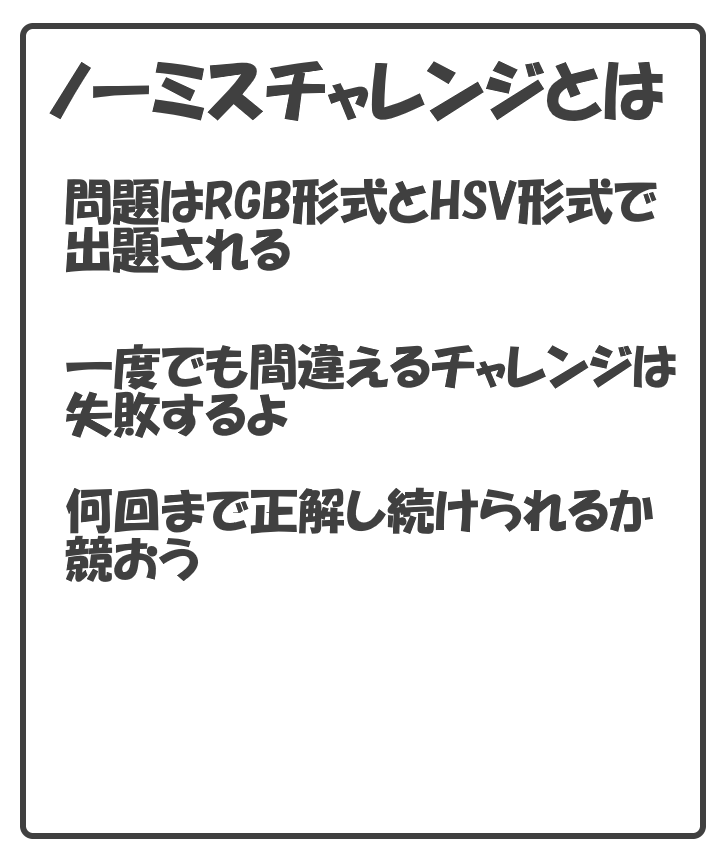 ノーミスチャレンジとは
問題はRGB形式とHSV形式で
出題される
一度でも間違えるチャレンジは
失敗するよ
何回まで正解し続けられるか
競おう